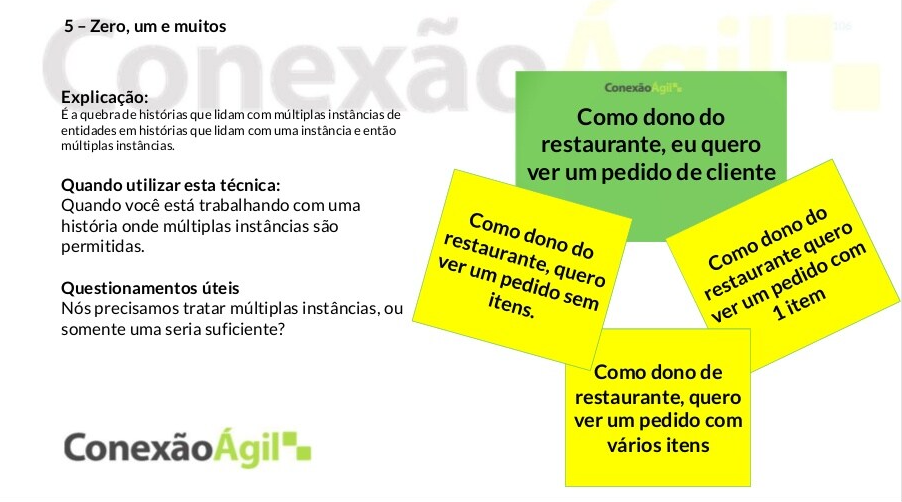 5 – Zero, um e muitos
ConexãoÁgil
Explicação:
É a quebra de histórias que lidam com múltiplas instâncias de
entidades em histórias que lidam com uma instância e então
múltiplas instâncias.
Quando utilizar esta técnica:
Quando você está trabalhando com uma
história onde múltiplas instâncias são
permitidas.
Questionamentos úteis
Nós precisamos tratar múltiplas instâncias, ou
somente uma seria suficiente?
ConexãoÁgil
Como dono do
restaurante, eu quero
ver um pedido de cliente
Como dono do
restaurante, quero
ver um pedido sem
itens.
Como dono do
restaurante quero
ver um pedido com
1 item
Como dono de
restaurante, quero
ver um pedido com
vários itens
ConexãoÁgil